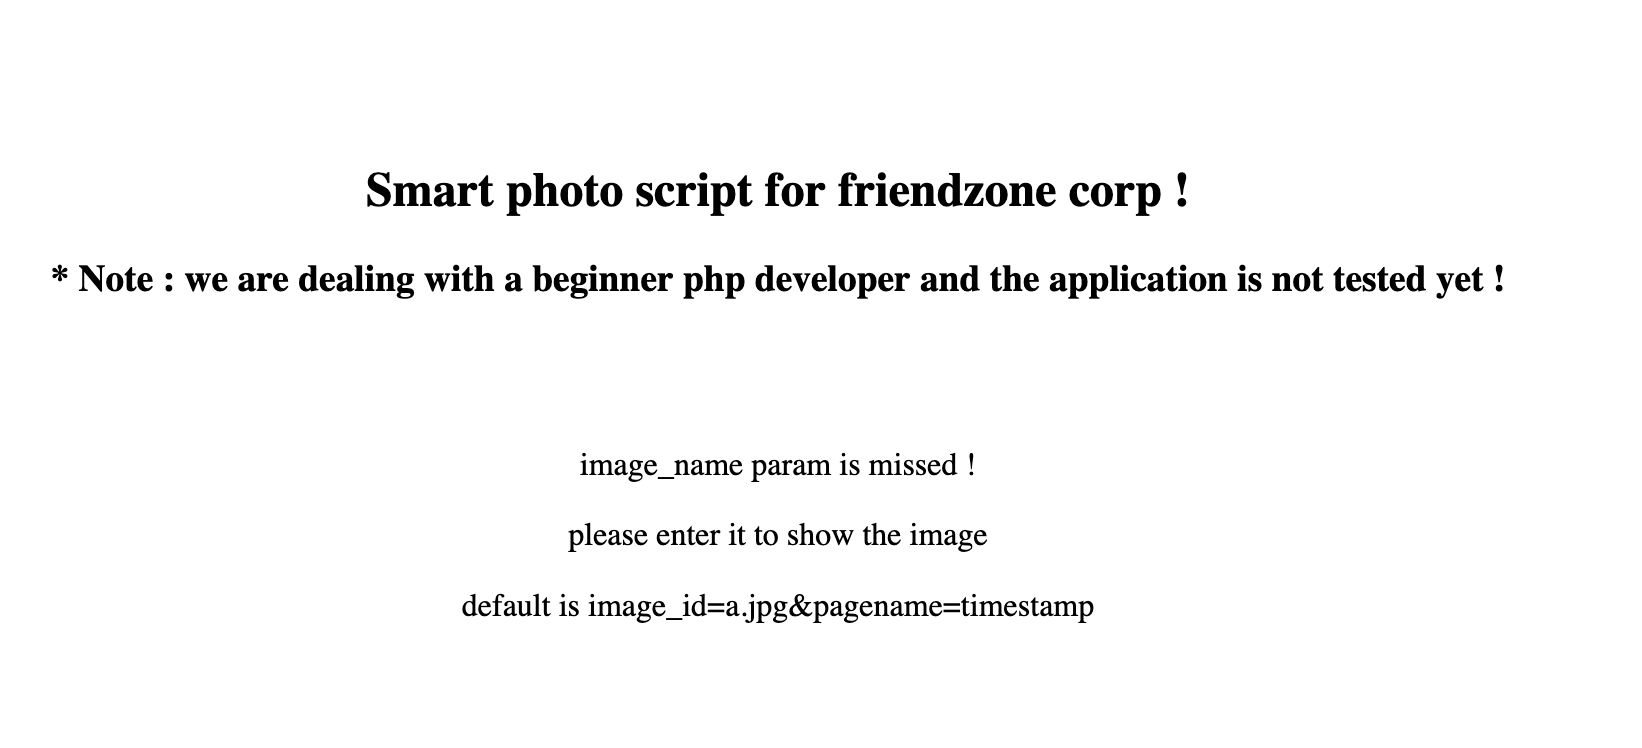 Smart photo script for friendzone corp !
* Note : we are dealing with a beginner php developer and the application is not tested yet !
image_name param is missed !
please enter it to show the image
default is image_id=a.jpg&pagename=timestamp